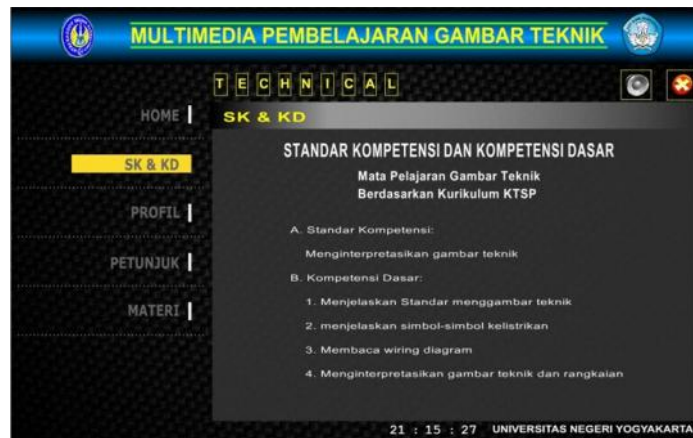 MULTIMEDIA PEMBELAJARAN GAMBAR TEKNIK
TECHNICAL
HOME
SK & KD
PROFIL
PETUNJUK
MATERI
SK & KD
STANDAR KOMPETENSI DAN KOMPETENSI DASAR
Mata Pelajaran Gambar Teknik
Berdasarkan Kurikulum KTSP
A. Standar Kompetensi:
Menginterpretasikan gambar teknik
B. Kompetensi Dasar:
1. Menjelaskan Standar menggambar teknik
2. menjelaskan simbol-simbol kelistrikan
3. Membaca wiring diagram
4. Menginterpretasikan gambar teknik dan rangkaian
21 : 15 : 27 UNIVERSITAS NEGERI YOGYAKARTA